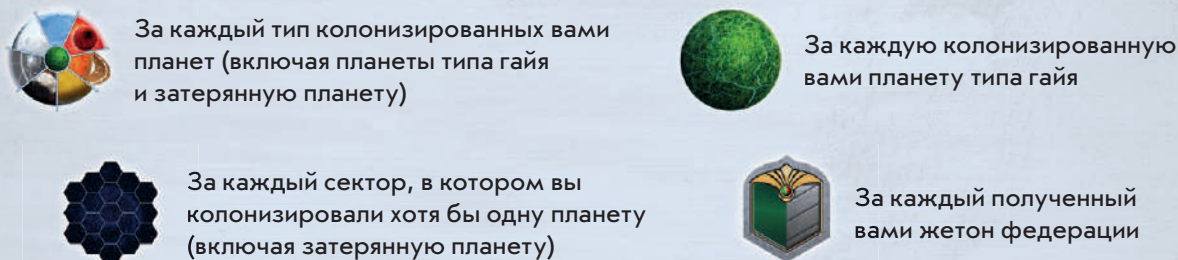 За каждый тип колонизированных вами
планет (включая планеты типа гайя
и затерянную планету)
За каждую колонизированную
вами планету типа гайя
За каждый сектор, в котором вы
колонизировали хотя бы одну планету
(включая затерянную планету)
За каждый полученный
вами жетон федерации